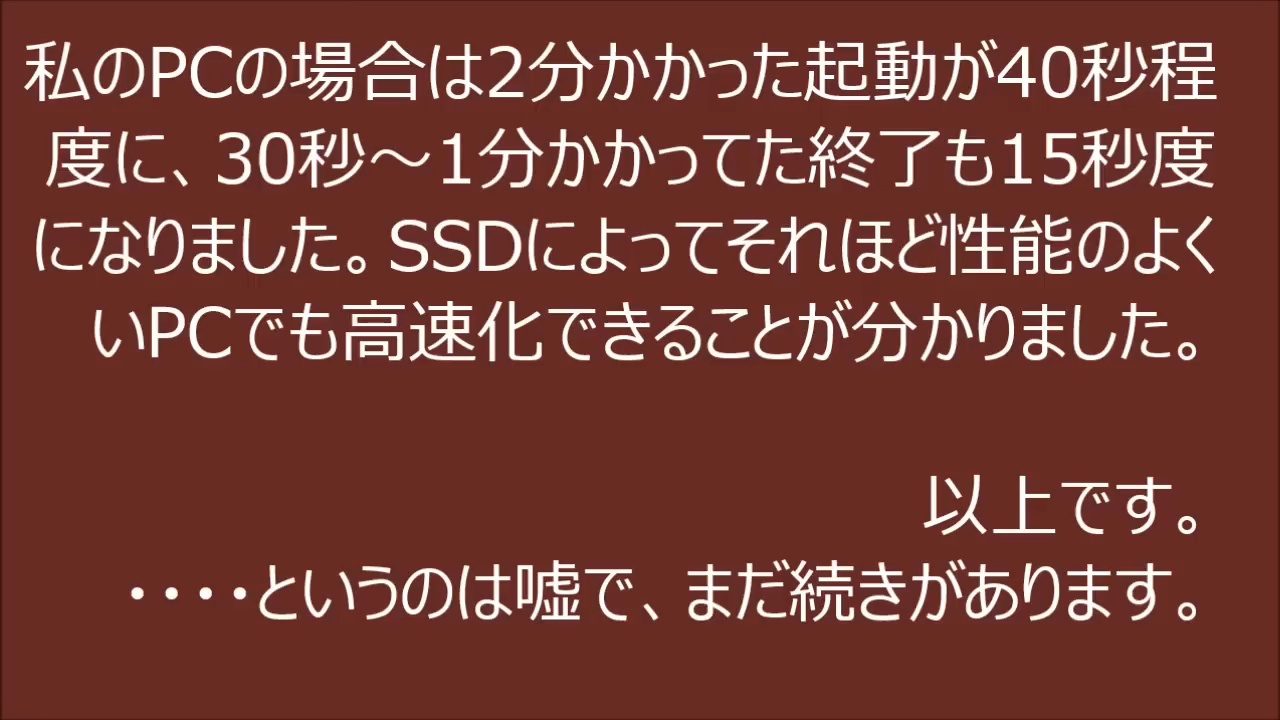 私のPCの場合は2分かかった起動が40秒程
度に、30秒～1分かかってた終了も15秒度
になりました。SSDによってそれほど性能のよく
いPCでも高速化できることが分かりました。
以上です。
・・・・というのは嘘で、まだ続きがあります。